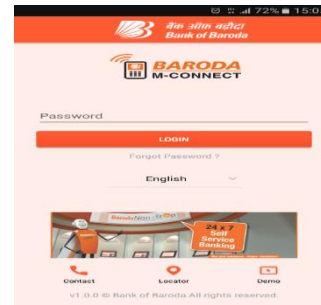 72% 15:0
बैंक ऑफ़ बड़ौदा
Bank of Baroda
BARODA
M-CONNECT
Password
LOGIN
Forgot Password ?
English
24 x 7
Self
Service
Banking
Contact
Locator
Demo
v1.0.0 © Bank of Baroda All rights reserved.